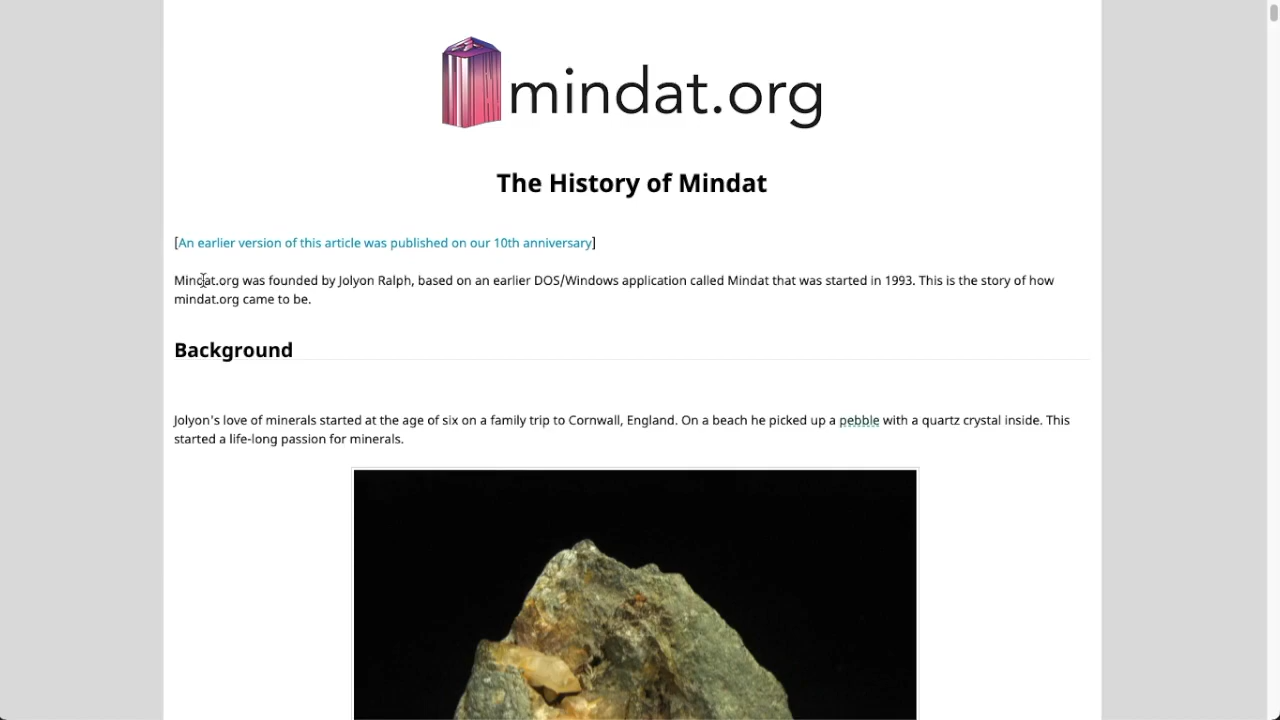 mindat.org
The History of Mindat
[An earlier version of this article was published on our 10th anniversary]
Mindat.org was founded by Jolyon Ralph, based on an earlier DOS/Windows application called Mindat that was started in 1993. This is the story of how
mindat.org came to be.
Background
Jolyon's love of minerals started at the age of six on a family trip to Cornwall, England. On a beach he picked up a pebble with a quartz crystal inside. This
started a life-long passion for minerals.